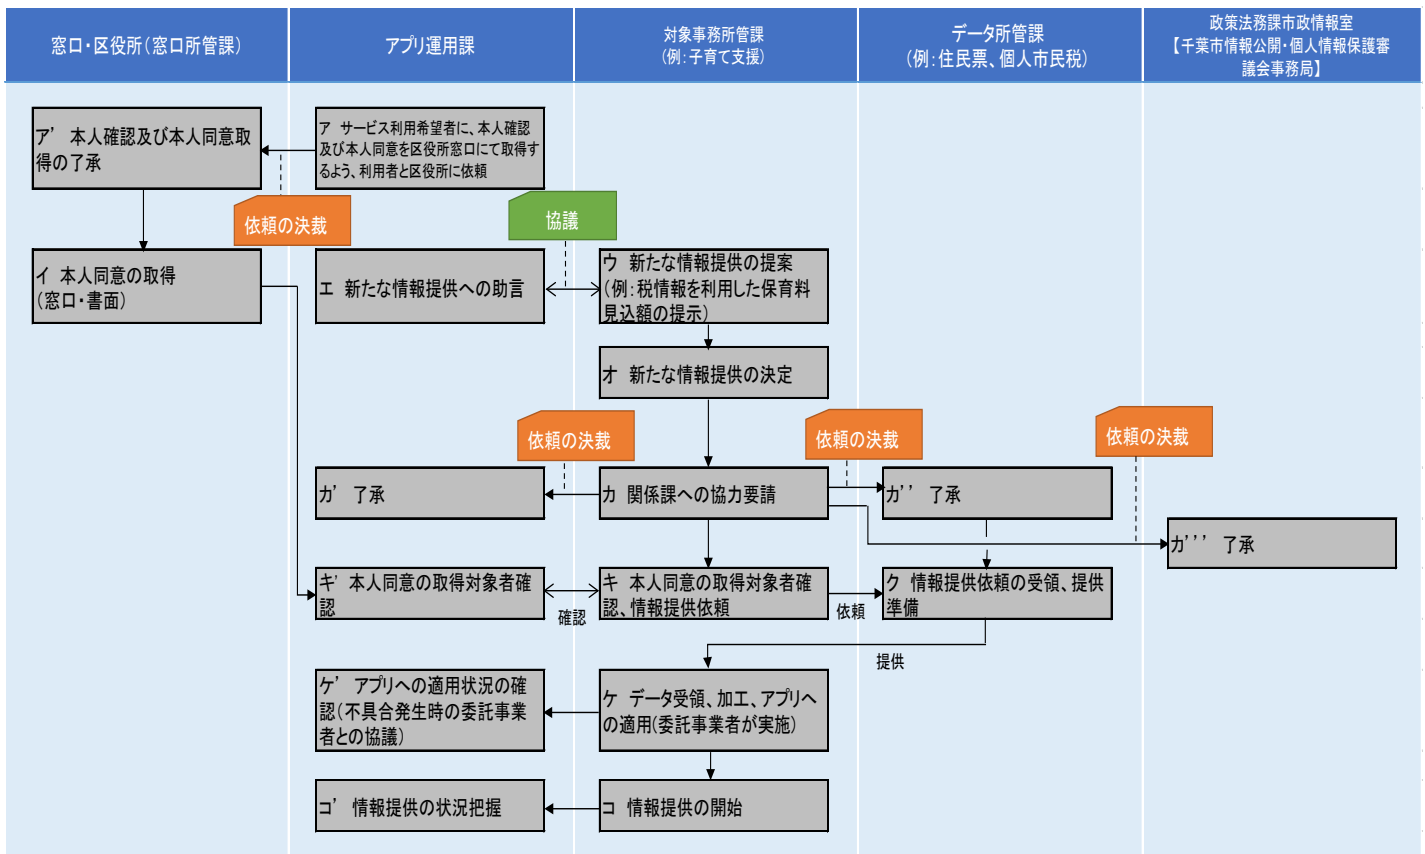 窓口・区役所（窓口所管課）
アプリ運用課
対象事務所管課
（例：子育て支援）
データ所管課
（例：住民票、個人市民税）
政策法務課市政情報室
【千葉市情報公開・個人情報保護審
議会事務局】
ア’　本人確認及び本人同意取
得の了承
ア　サービス利用希望者に、本人確認
及び本人同意を区役所窓口にて取得す
るよう、利用者と区役所に依頼
依頼の決裁
協議
イ　本人同意の取得
（窓口・書面）
エ　新たな情報提供への助言
ウ　新たな情報提供の提案
（例：税情報を利用した保育料
見込額の提示）
オ　新たな情報提供の決定
依頼の決裁
依頼の決裁
依頼の決裁
カ’　了承
カ　関係課への協力要請
カ’’　了承
カ’’’　了承
キ’　本人同意の取得対象者確
認
確認
キ　本人同意の取得対象者確
認、情報提供依頼
依頼
ク　情報提供依頼の受領、提供
準備
提供
ケ’　アプリへの適用状況の確
認（不具合発生時の委託事業
者との協議）
ケ　データ受領、加工、アプリへ
の適用（委託事業者が実施）
コ’　情報提供の状況把握
コ　情報提供の開始